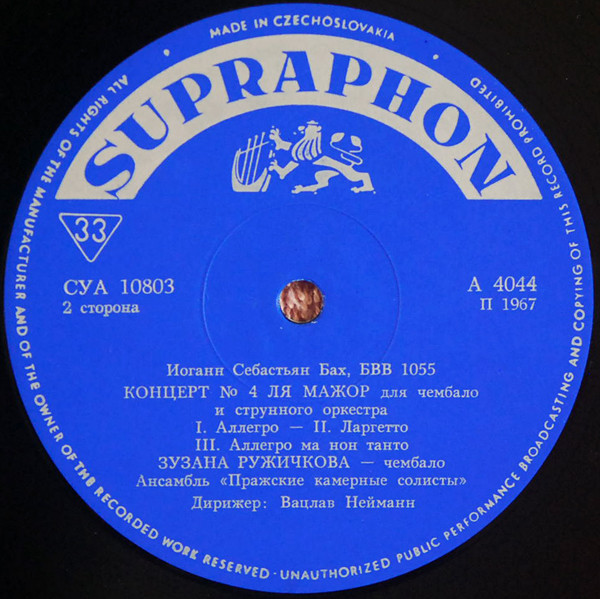 MADE IN CZECHOSLOVAKIA
SUPRAPHON
33
СУА 10803
2 сторона
А 4044
П 1967
Иоганн Себастьян Бах, БВВ 1055
КОНЦЕРТ № 4 ЛЯ МАЖОР для чембало
и струнного оркестра
I. Аллегро — II. Ларгетто
III. Аллегро ма нон танто
ЗУЗАНА РУЖИЧКОВА — чембало
Ансамбль «Пражские камерные солисты»
Дирижер: Вацлав Нейманн
ALL RIGHTS OF THE MANUFACTURER AND OF THE OWNER OF THE RECORDED WORK RESERVED · UNAUTHORIZED PUBLIC PERFORMANCE BROADCASTING AND COPYING OF THIS RECORD PROHIBITED